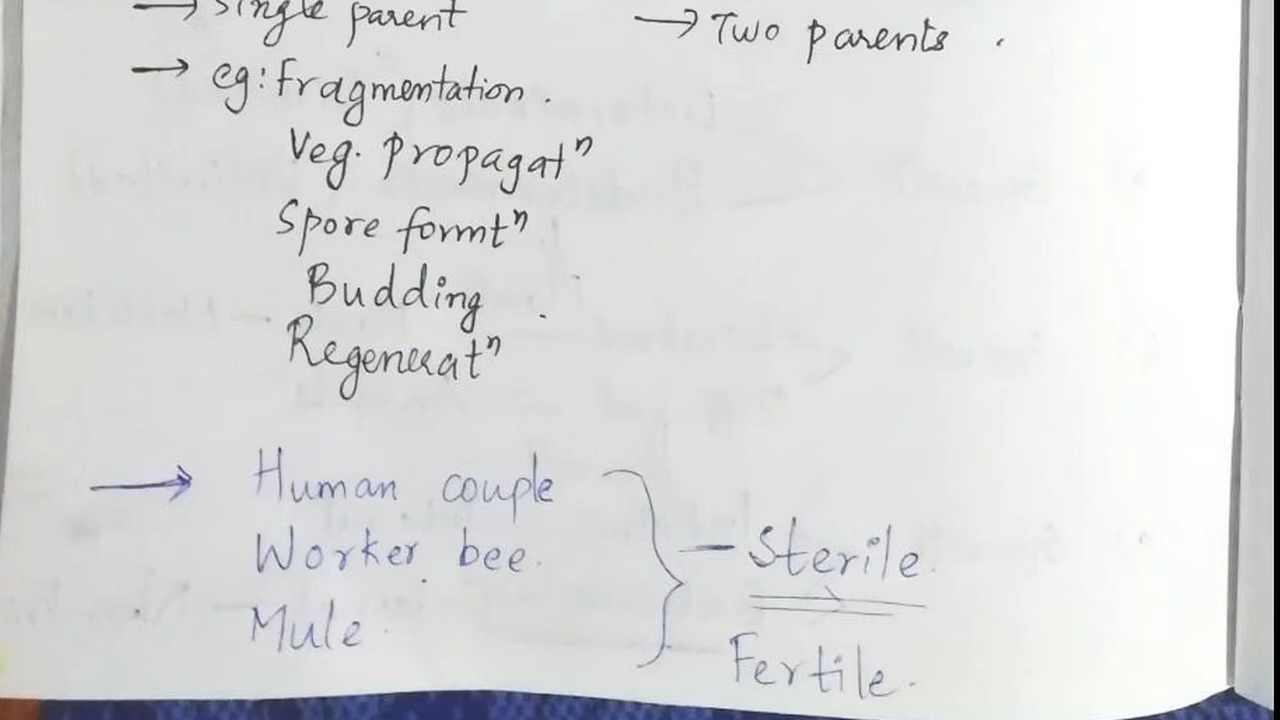 → Single parent
→ Two parents .
→ eg: Fragmentation .
Veg. Propagatⁿ
Spore formtⁿ
Budding .
Regeneratⁿ
→ Human couple
Worker bee.
Mule
- Sterile.
Fertile.